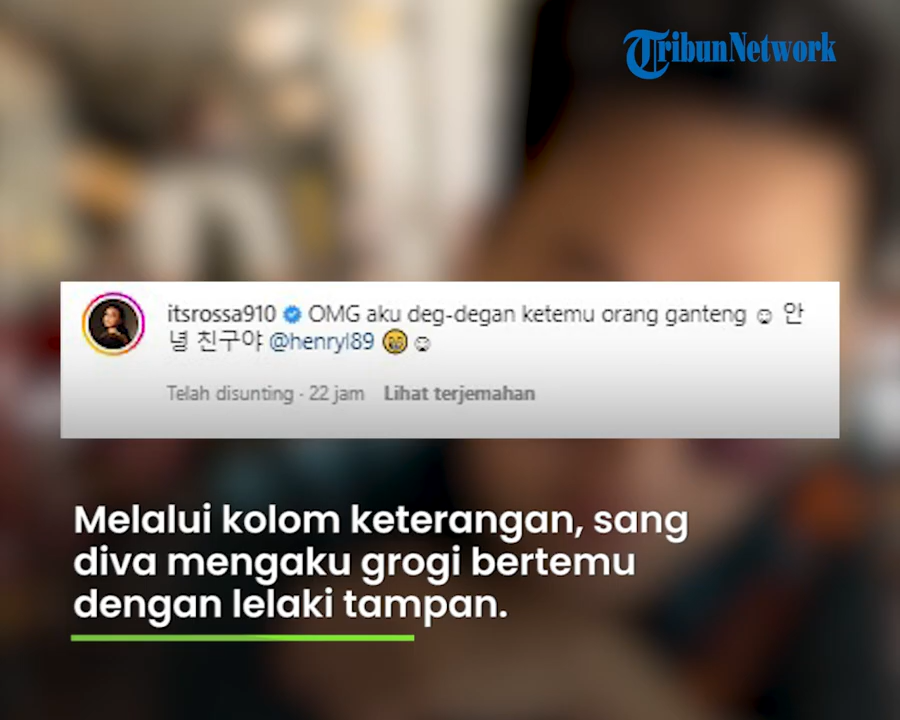 TribunNetwork
itsrossa910 OMG aku deg-degan ketemu orang ganteng ☺ 안
녕 친구야 @henryl89 😁☺
Telah disunting · 22 jam Lihat terjemahan
Melalui kolom keterangan, sang
diva mengaku grogi bertemu
dengan lelaki tampan.